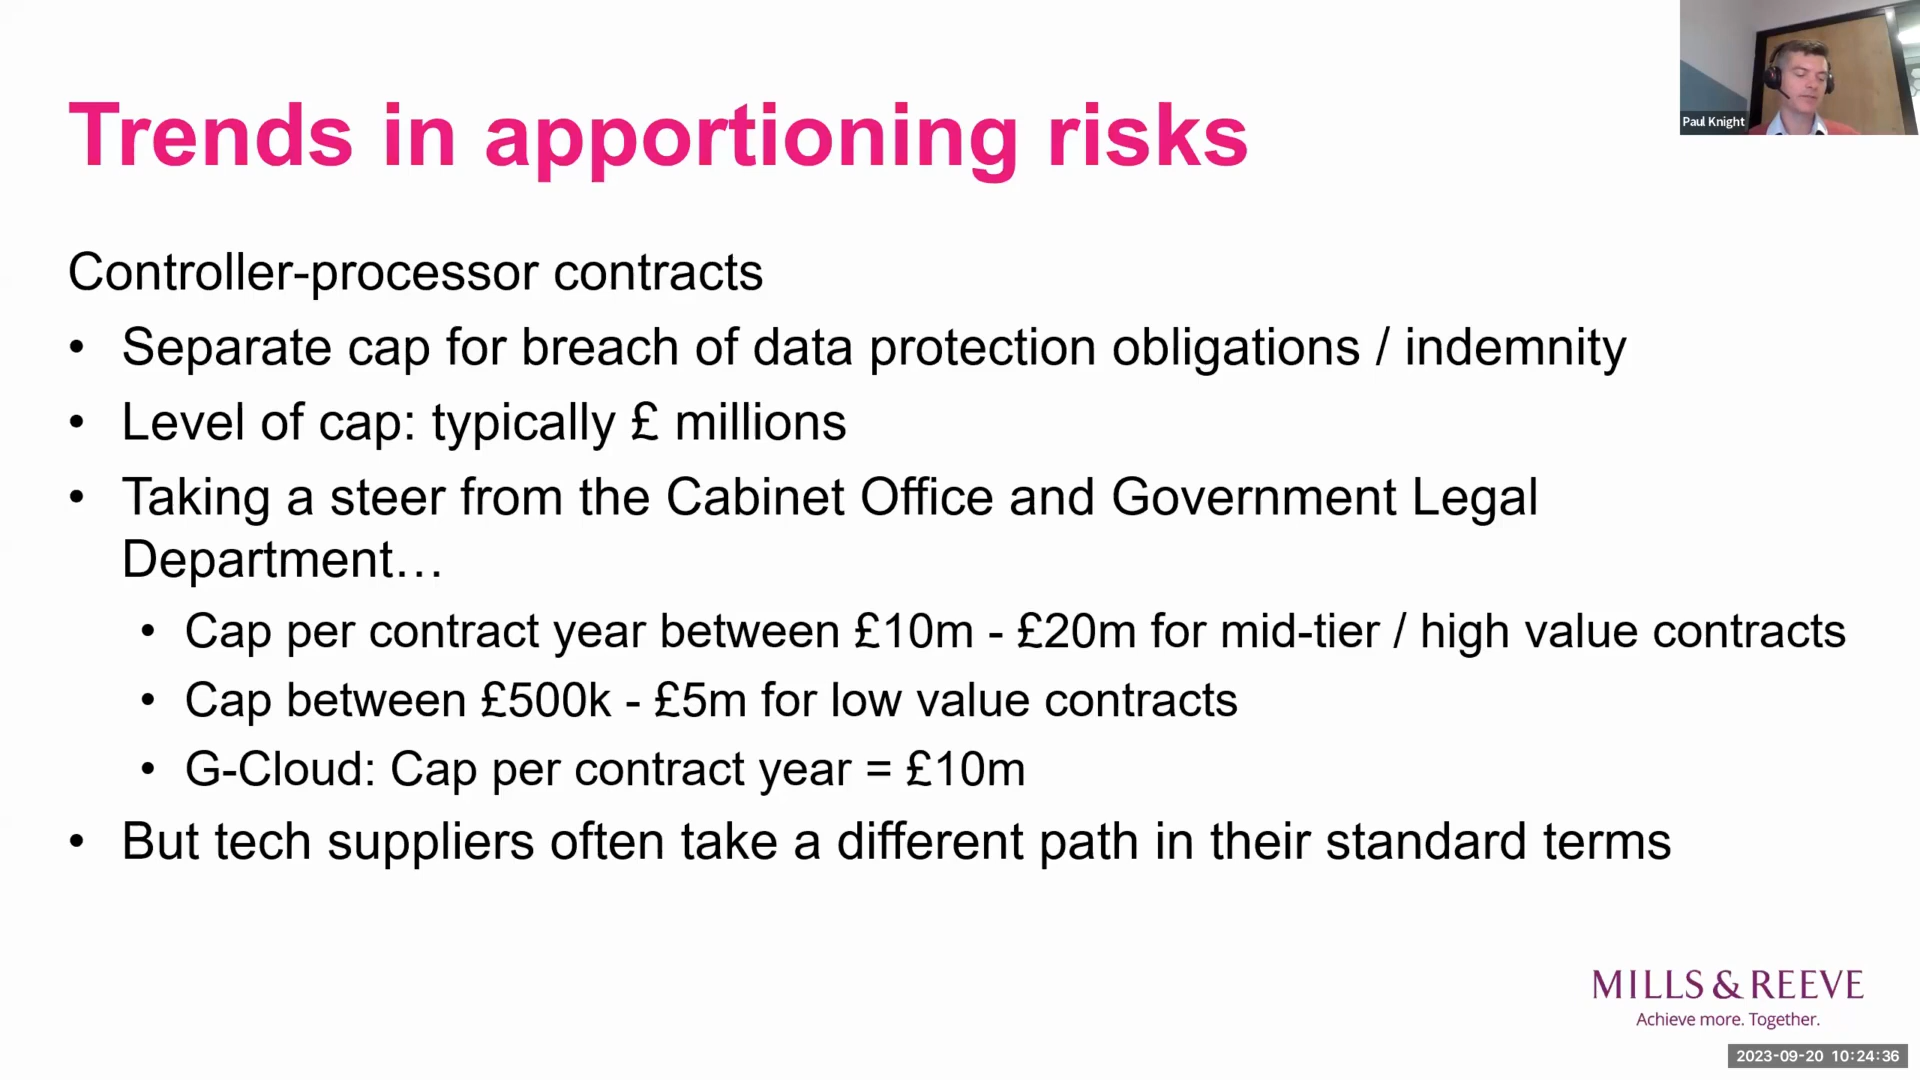 Trends in apportioning risks
Paul Knight
Controller-processor contracts
• Separate cap for breach of data protection obligations / indemnity
• Level of cap: typically £ millions
• Taking a steer from the Cabinet Office and Government Legal
Department…
• Cap per contract year between £10m - £20m for mid-tier / high value contracts
• Cap between £500k - £5m for low value contracts
• G-Cloud: Cap per contract year = £10m
• But tech suppliers often take a different path in their standard terms
MILLS & REEVE
Achieve more. Together.
2023-09-20 10:24:36